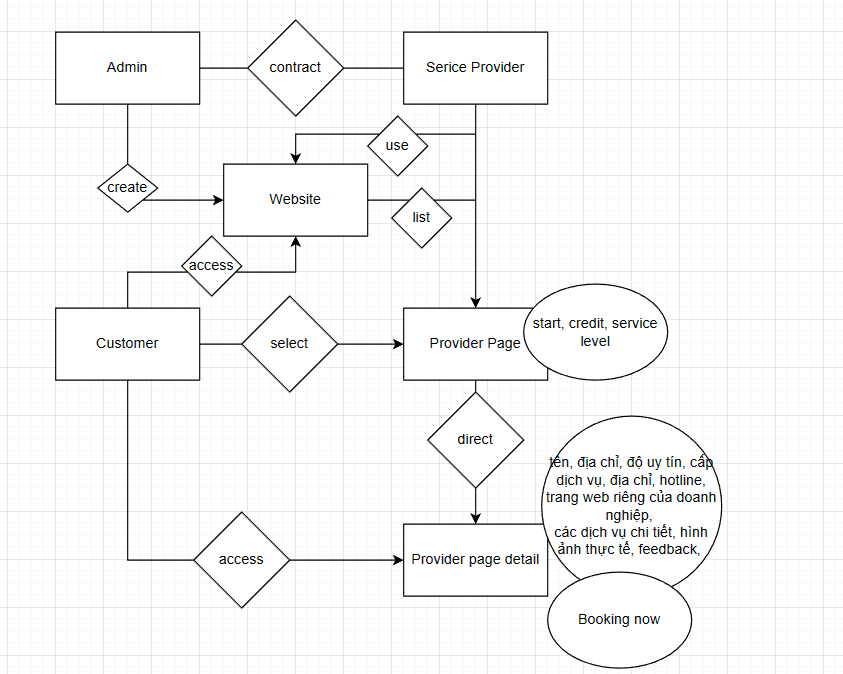 Admin
contract
Serice Provider
use
create
Website
list
access
Customer
select
Provider Page
start, credit, service
level
direct
tên, địa chỉ, độ uy tín, cấp
dịch vụ, địa chỉ, hotline,
trang web riêng của doanh
nghiệp,
các dịch vụ chi tiết, hình
ảnh thực tế, feedback,
access
Provider page detail
Booking now